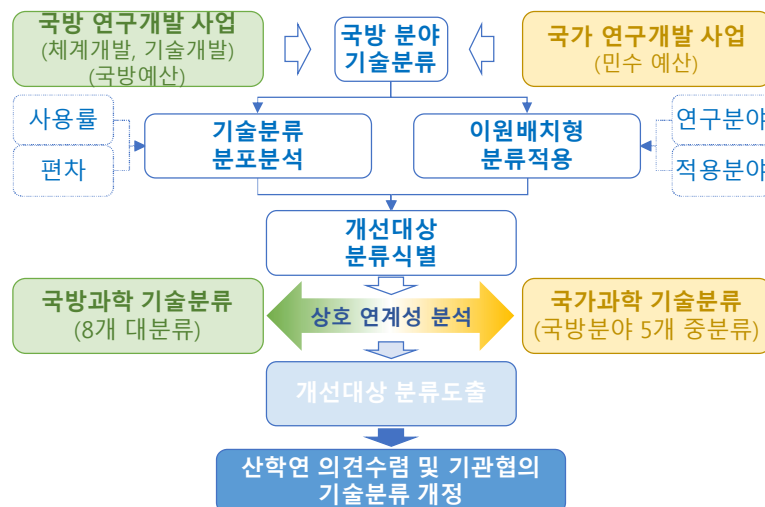 국방 연구개발 사업
(체계개발, 기술개발)
(국방예산)
국방 분야
기술분류
국가 연구개발 사업
(민수 예산)
사용률
편차
기술분류
분포분석
이원배치형
분류적용
연구분야
적용분야
개선대상
분류식별
국방과학 기술분류
(8개 대분류)
상호 연계성 분석
국가과학 기술분류
(국방분야 5개 중분류)
개선대상 분류도출
산학연 의견수렴 및 기관협의
기술분류 개정